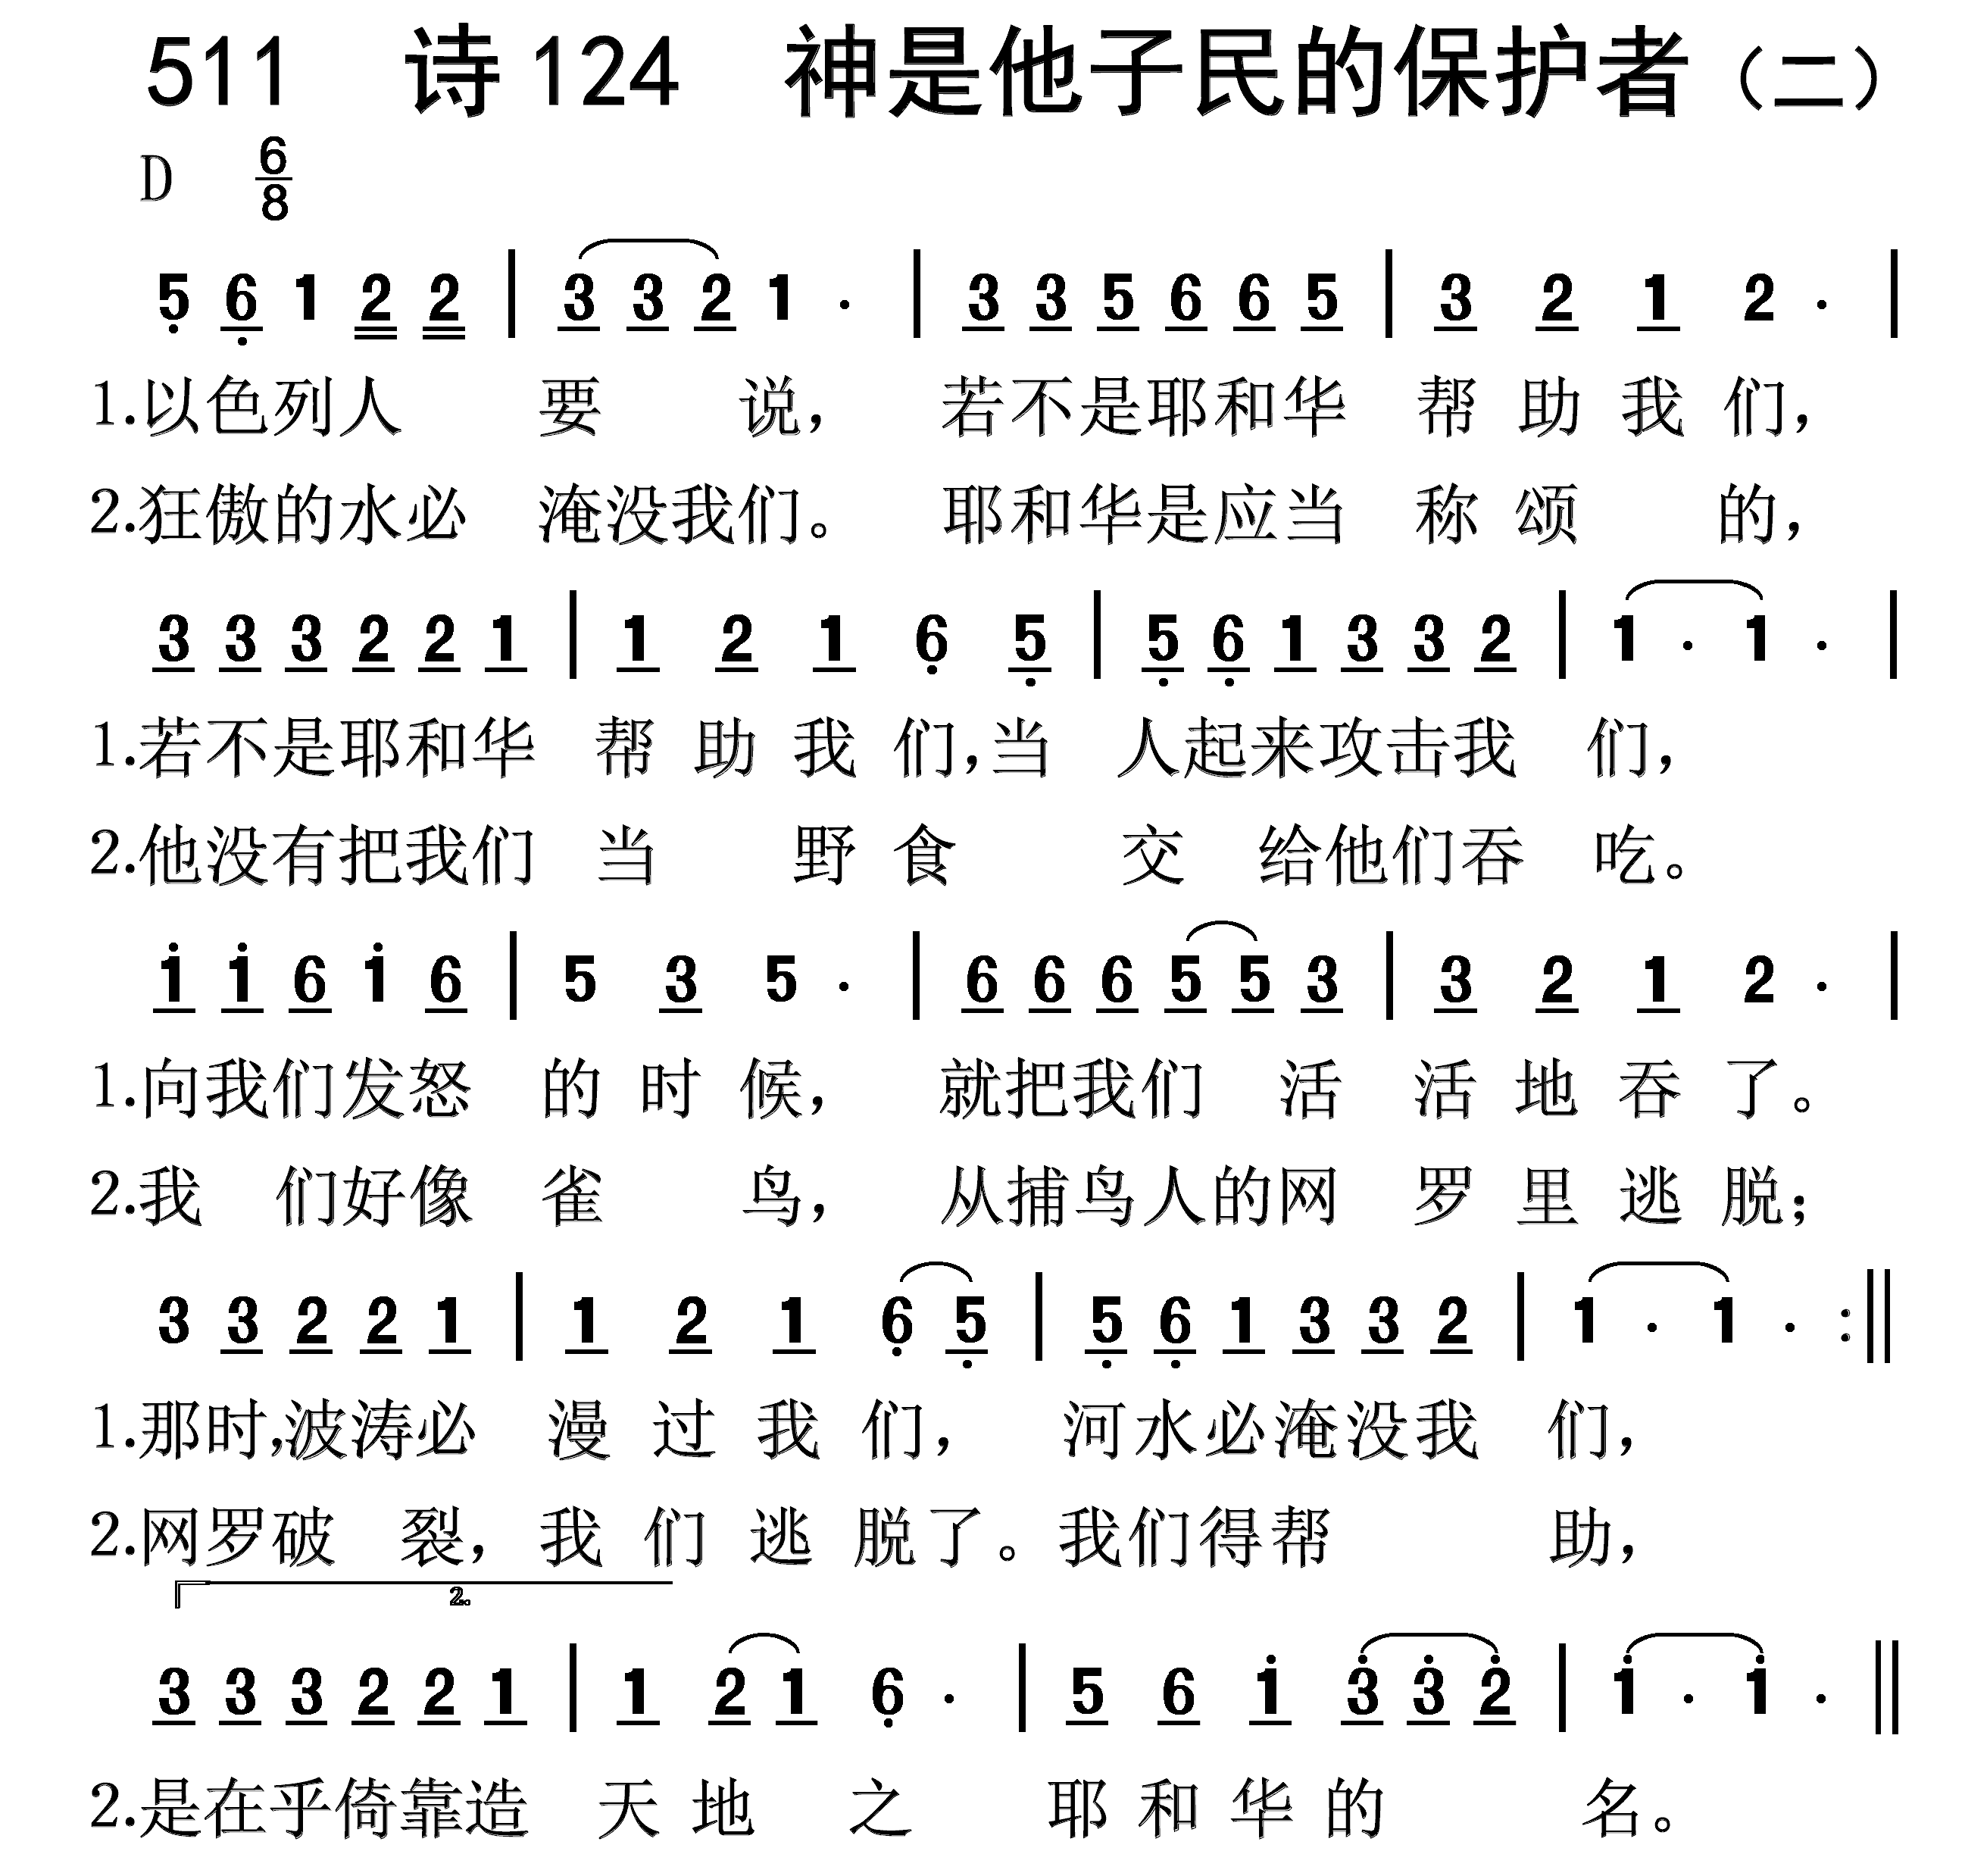 511 诗 124 神是他子民的保护者（二）
D 6/8
5̣ 6̣ 1 2 2 | 3 3 2 1 · | 3 3 5 6 6 5 | 3 2 1 2 · |
1.以色列人 要 说， 若不是耶和华 帮 助 我 们，
2.狂傲的水必 淹没我们。 耶和华是应当 称 颂 的，
3 3 3 2 2 1 | 1 2 1 6̣ 5̣ | 5̣ 6̣ 1 3 3 2 | 1 · 1 · |
1.若不是耶和华 帮 助 我 们，当 人起来攻击我 们，
2.他没有把我们 当 野 食 交 给他们吞 吃。
1̇ 1̇ 6 1̇ 6 | 5 3 5 · | 6 6 6 5 5 3 | 3 2 1 2 · |
1.向我们发怒 的 时 候， 就把我们 活 活 地 吞 了。
2.我 们好像 雀 鸟， 从捕鸟人的网 罗 里 逃 脱；
3 3 2 2 1 | 1 2 1 6̣ 5̣ | 5̣ 6̣ 1 3 3 2 | 1 · 1 · :||
1.那时，波涛必 漫 过 我 们， 河水必淹没我 们，
2.网罗破 裂， 我 们 逃 脱了。我们得帮 助，
2.
3 3 3 2 2 1 | 1 2 1 6̣ · | 5 6 1̇ 3̇ 3̇ 2̇ | 1̇ · 1̇ · ||
2.是在乎倚靠造 天 地 之 耶 和 华 的 名。